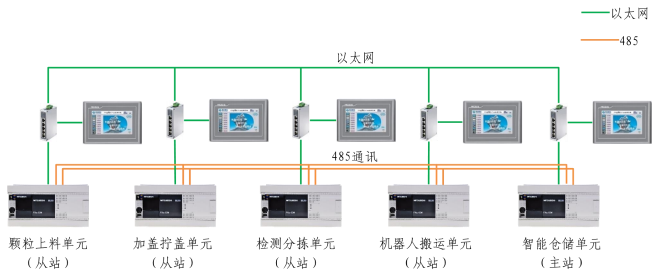 以太网
485
以太网
485通讯
颗粒上料单元
（从站）
加盖拧盖单元
（从站）
检测分拣单元
（从站）
机器人搬运单元
（从站）
智能仓储单元
（主站）